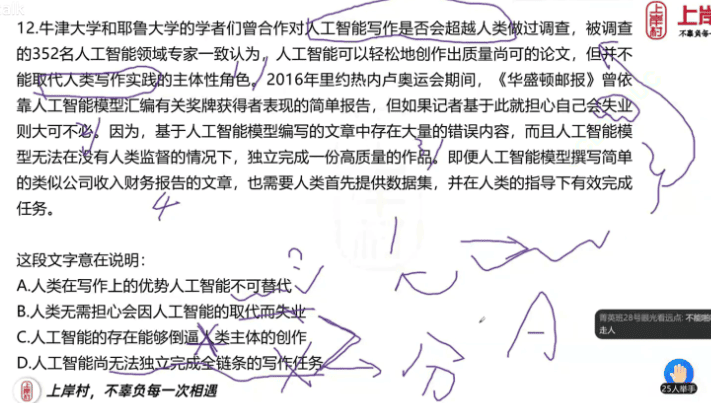 12.牛津大学和耶鲁大学的学者们曾合作对人工智能写作是否会超越人类做过调查，被调查
的352名人工智能领域专家一致认为，人工智能可以轻松地创作出质量尚可的论文，但并不
能取代人类写作实践的主体性角色。2016年里约热内卢奥运会期间，《华盛顿邮报》曾依
靠人工智能模型汇编有关奖牌获得者表现的简单报告，但如果记者基于此就担心自己会失业
则大可不必。因为，基于人工智能模型编写的文章中存在大量的错误内容，而且人工智能模
型无法在没有人类监督的情况下，独立完成一份高质量的作品。即便人工智能模型撰写简单
的类似公司收入财务报告的文章，也需要人类首先提供数据集，并在人类的指导下有效完成
任务。
4
这段文字意在说明：
A.人类在写作上的优势人工智能不可替代
B.人类无需担心会因人工智能的取代而失业
C.人工智能的存在能够倒逼人类主体的创作
D.人工智能尚无法独立完成全链条的写作任务
?
1
分
A
上岸村，不辜负每一次相遇
上岸
不辜负每一
菁英班28号眼光看远点: 不能
走人
25人举手